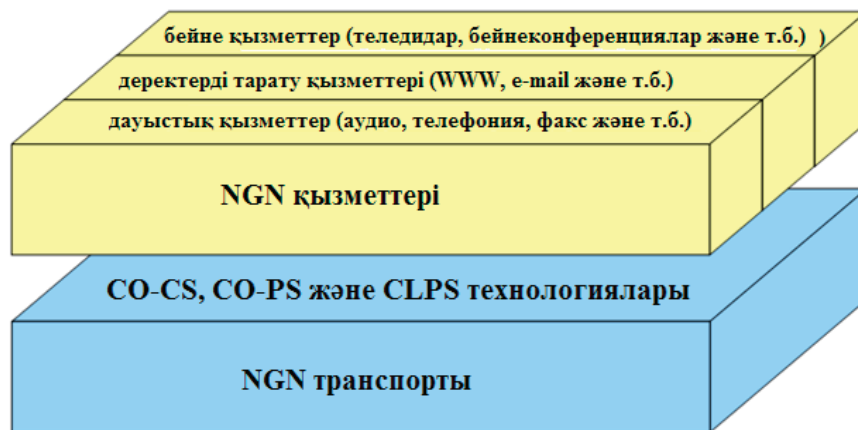 бейне қызметтер (теледидар, бейнеконференциялар және т.б.) )
деректерді тарату қызметтері (WWW, e-mail және т.б.)
дауыстық қызметтер (аудио, телефония, факс және т.б.)
NGN қызметтері
CO-CS, CO-PS және CLPS технологиялары
NGN транспорты